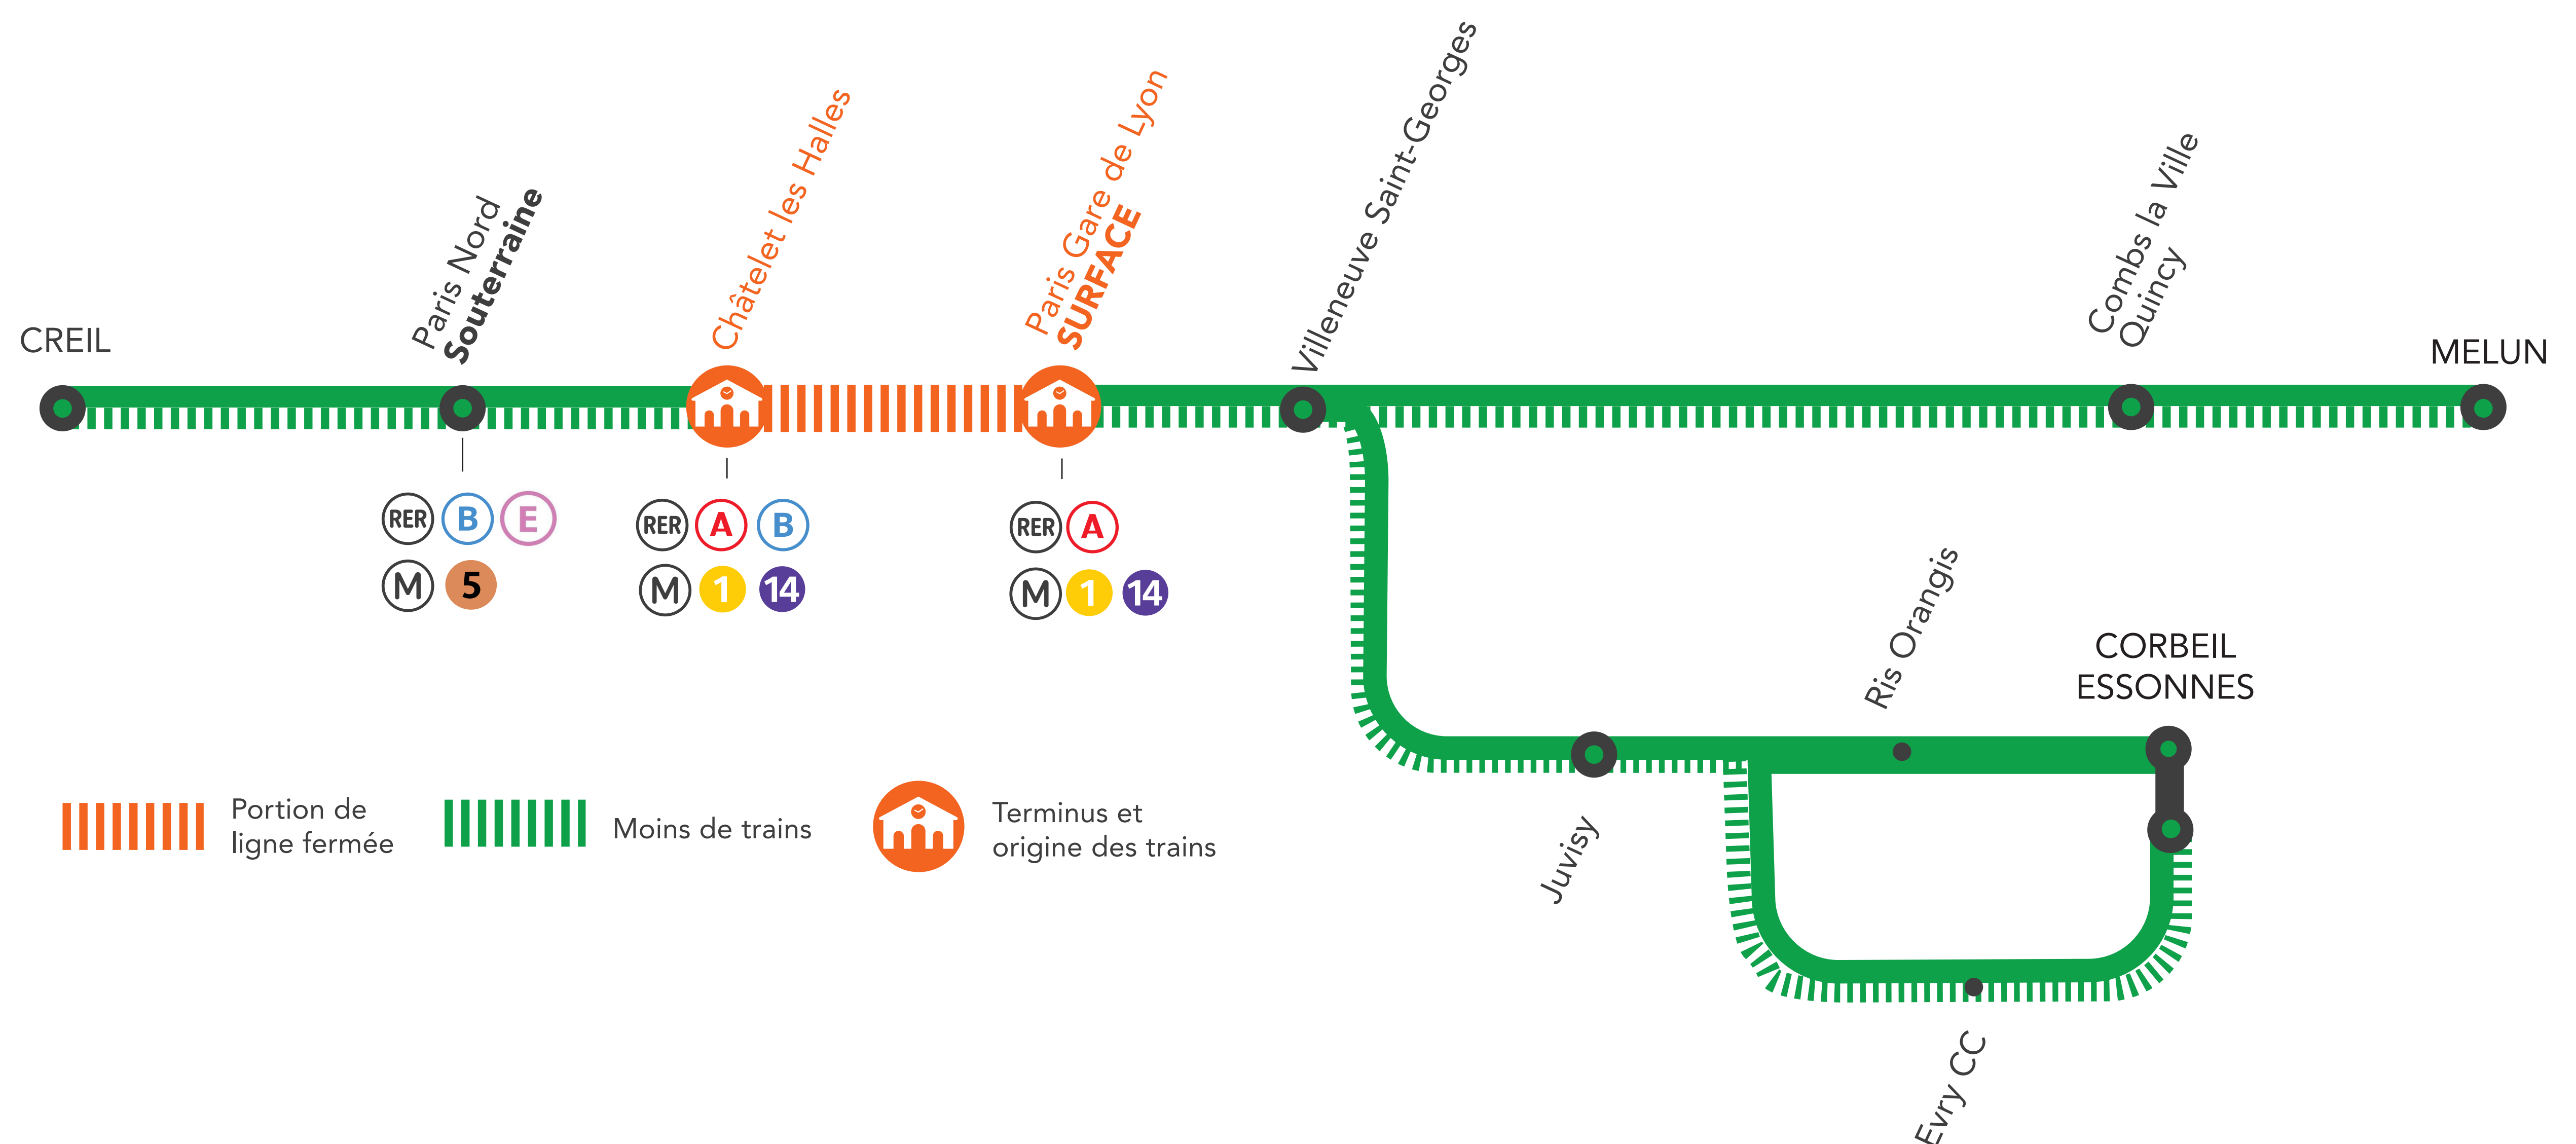 CREIL
Paris Nord
Souterraine
Châtelet les Halles
Paris Gare de Lyon
SURFACE
Villeneuve Saint-Georges
Combs la Ville
Quincy
MELUN
RER B E
M 5
RER A B
M 1 14
RER A
M 1 14
Ris Orangis
CORBEIL
ESSONNES
Juvisy
Evry CC
Portion de
ligne fermée
Moins de trains
Terminus et
origine des trains